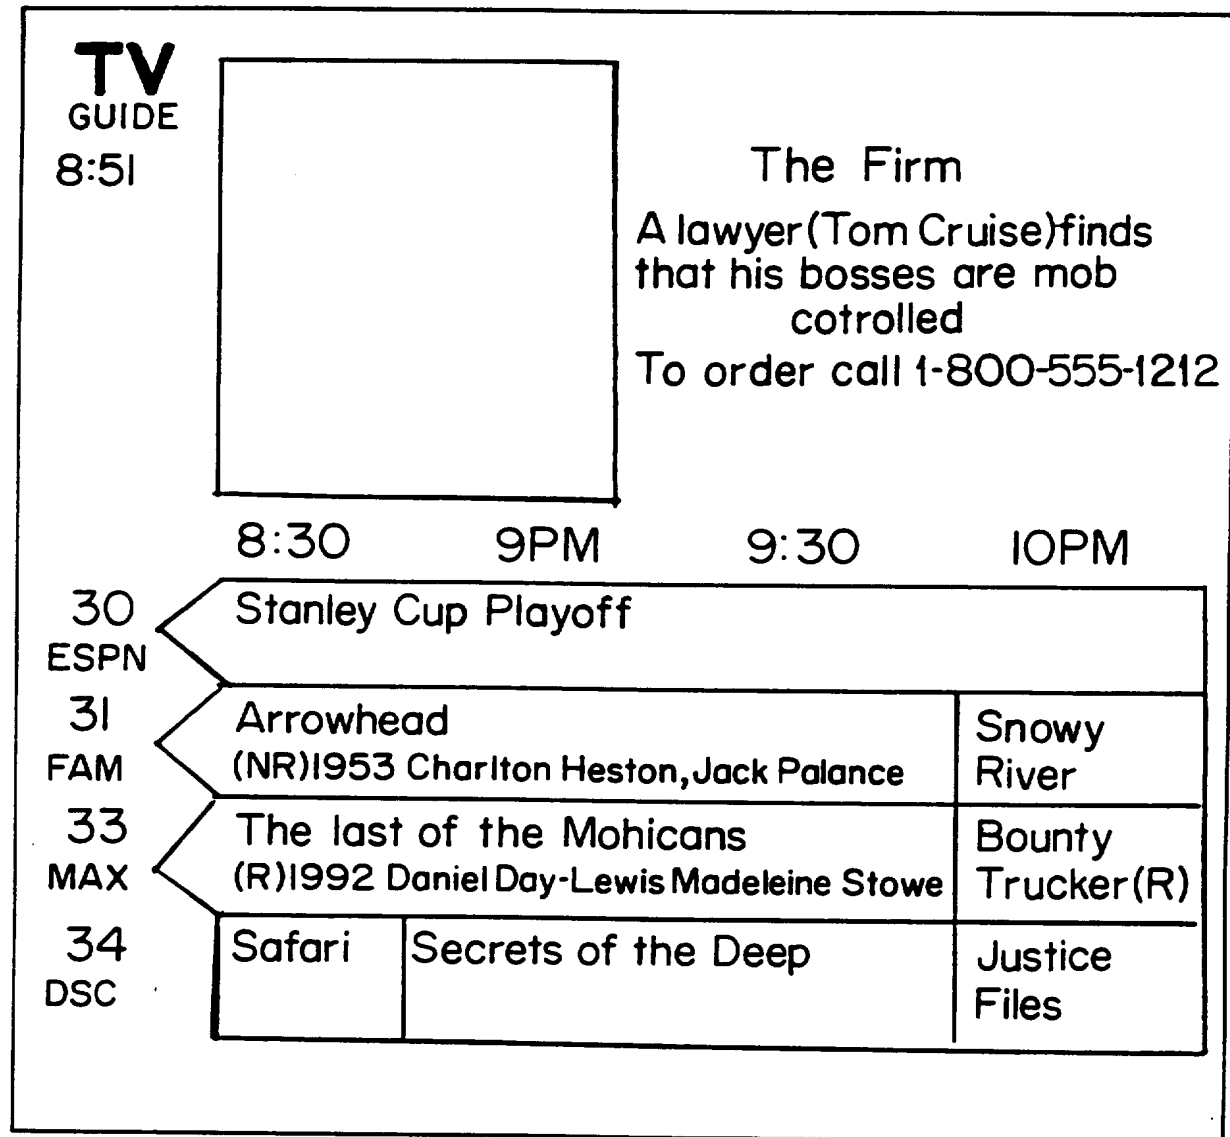 TV
GUIDE
8:51
The Firm
A lawyer(Tom Cruise)finds
that his bosses are mob
cotrolled
To order call 1-800-555-1212
8:30 9PM 9:30 10PM
30 Stanley Cup Playoff
ESPN
31 Arrowhead Snowy
FAM (NR)1953 Charlton Heston, Jack Palance River
33 The last of the Mohicans Bounty
MAX (R)1992 Daniel Day-Lewis Madeleine Stowe Trucker(R)
34 Safari Secrets of the Deep Justice
DSC Files